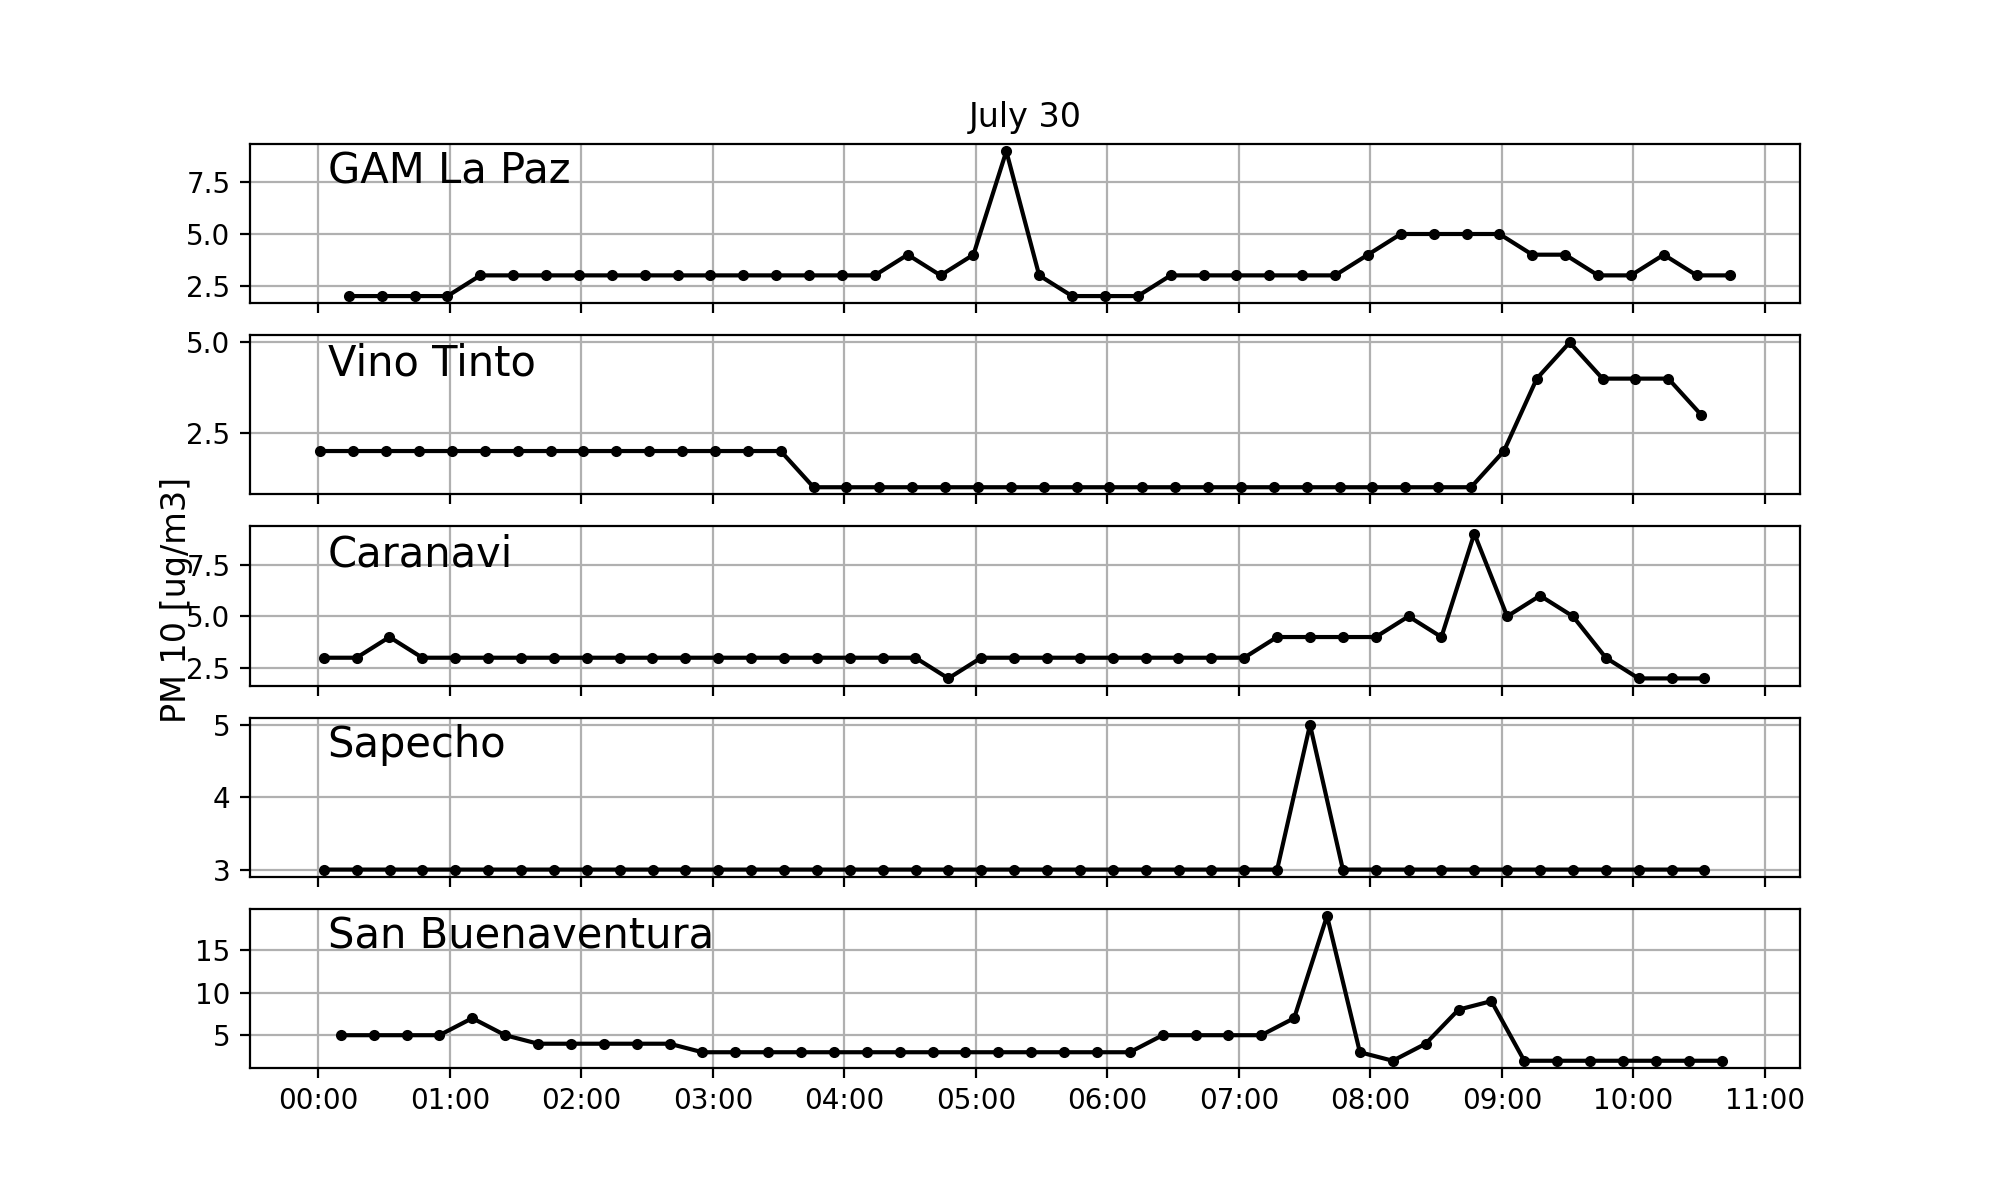 July 30
GAM La Paz
7.5
5.0
2.5
Vino Tinto
5.0
2.5
PM 10 [ug/m3]
Caranavi
7.5
5.0
2.5
Sapecho
5
4
3
San Buenaventura
15
10
5
00:00 01:00 02:00 03:00 04:00 05:00 06:00 07:00 08:00 09:00 10:00 11:00